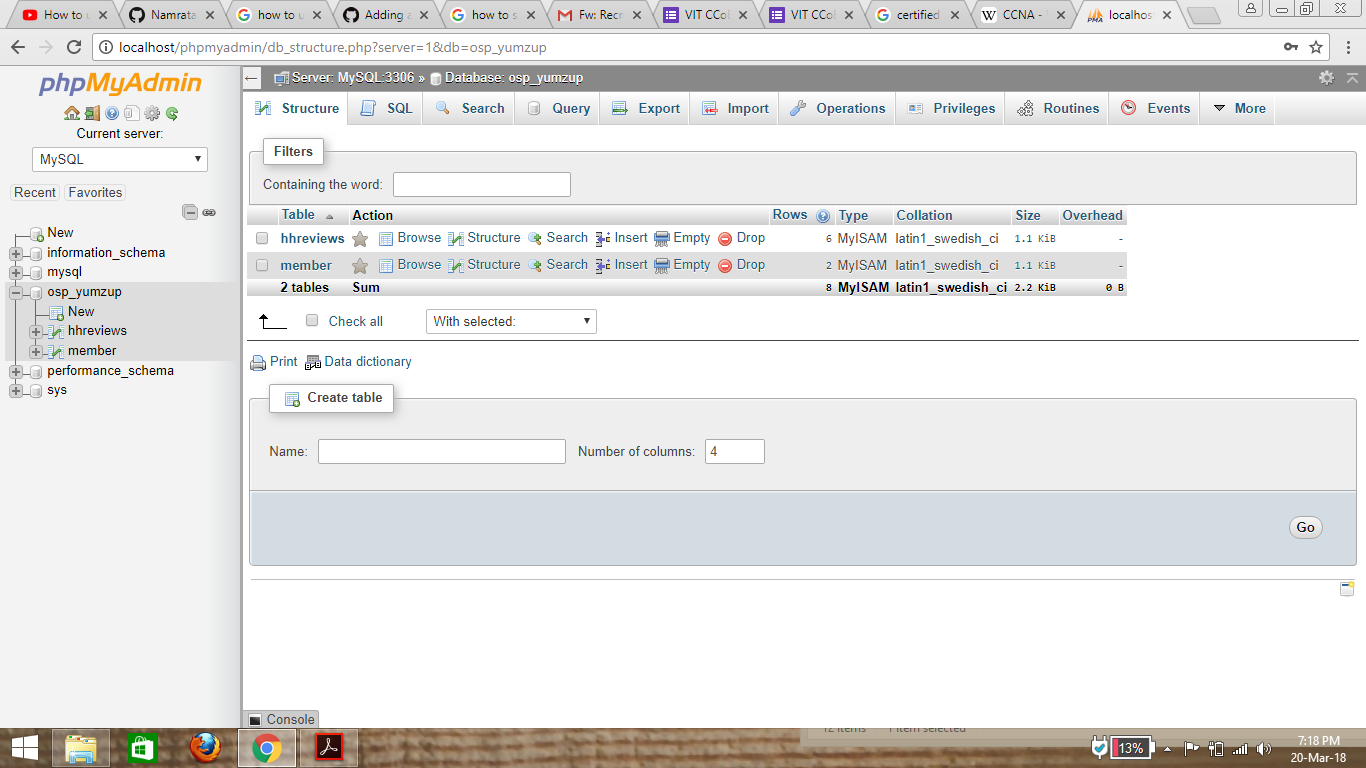 How to u
Namrata
how to u
Adding a
how to s
Fw: Recr
VIT CCol
VIT CCol
certified
CCNA -
localhos
localhost/phpmyadmin/db_structure.php?server=1&db=osp_yumzup
phpMyAdmin
Current server:
MySQL
Recent Favorites
New
information_schema
mysql
osp_yumzup
New
hhreviews
member
performance_schema
sys
Server: MySQL:3306 » Database: osp_yumzup
Structure SQL Search Query Export Import Operations Privileges Routines Events More
Filters
Containing the word:
Table Action Rows Type Collation Size Overhead
hhreviews Browse Structure Search Insert Empty Drop 6 MyISAM latin1_swedish_ci 1.1 KiB -
member Browse Structure Search Insert Empty Drop 2 MyISAM latin1_swedish_ci 1.1 KiB -
2 tables Sum 8 MyISAM latin1_swedish_ci 2.2 KiB 0 B
Check all With selected:
Print Data dictionary
Create table
Name: Number of columns: 4
Go
Console
12 items 1 item selected
13%
7:18 PM
20-Mar-18